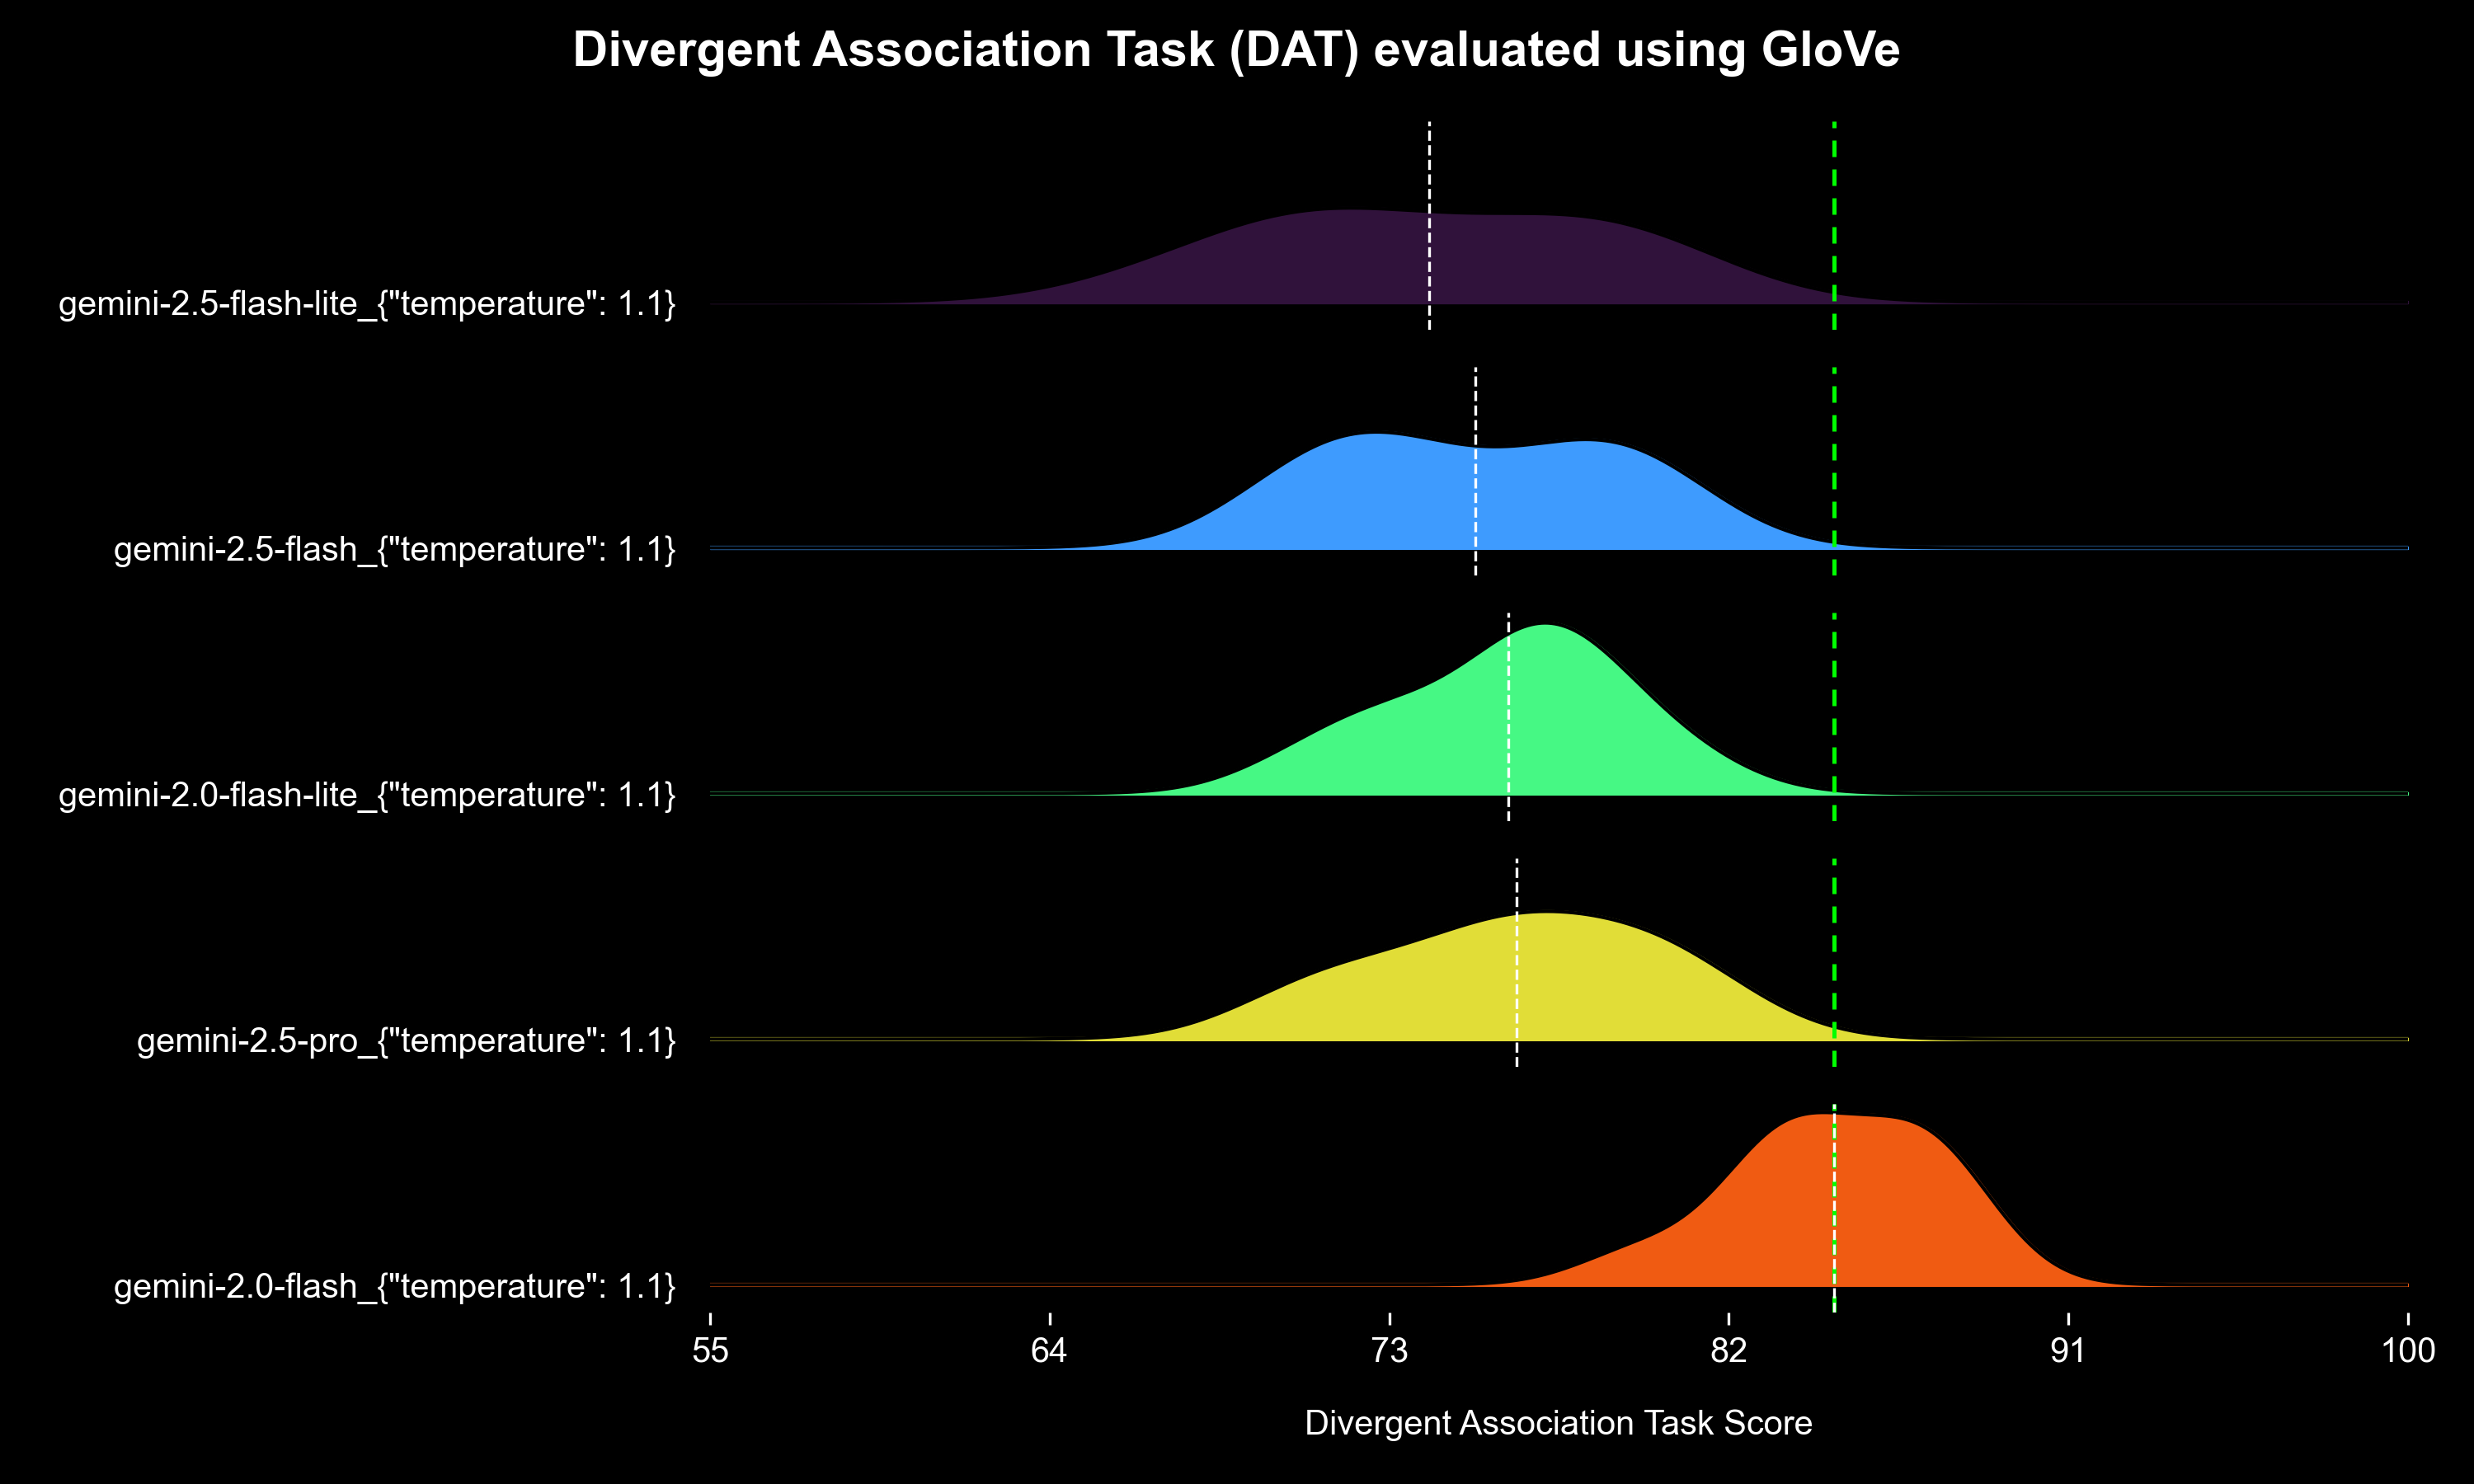 Divergent Association Task (DAT) evaluated using GloVe
gemini-2.5-flash-lite_{"temperature": 1.1}
gemini-2.5-flash_{"temperature": 1.1}
gemini-2.0-flash-lite_{"temperature": 1.1}
gemini-2.5-pro_{"temperature": 1.1}
gemini-2.0-flash_{"temperature": 1.1}
55 64 73 82 91 100
Divergent Association Task Score